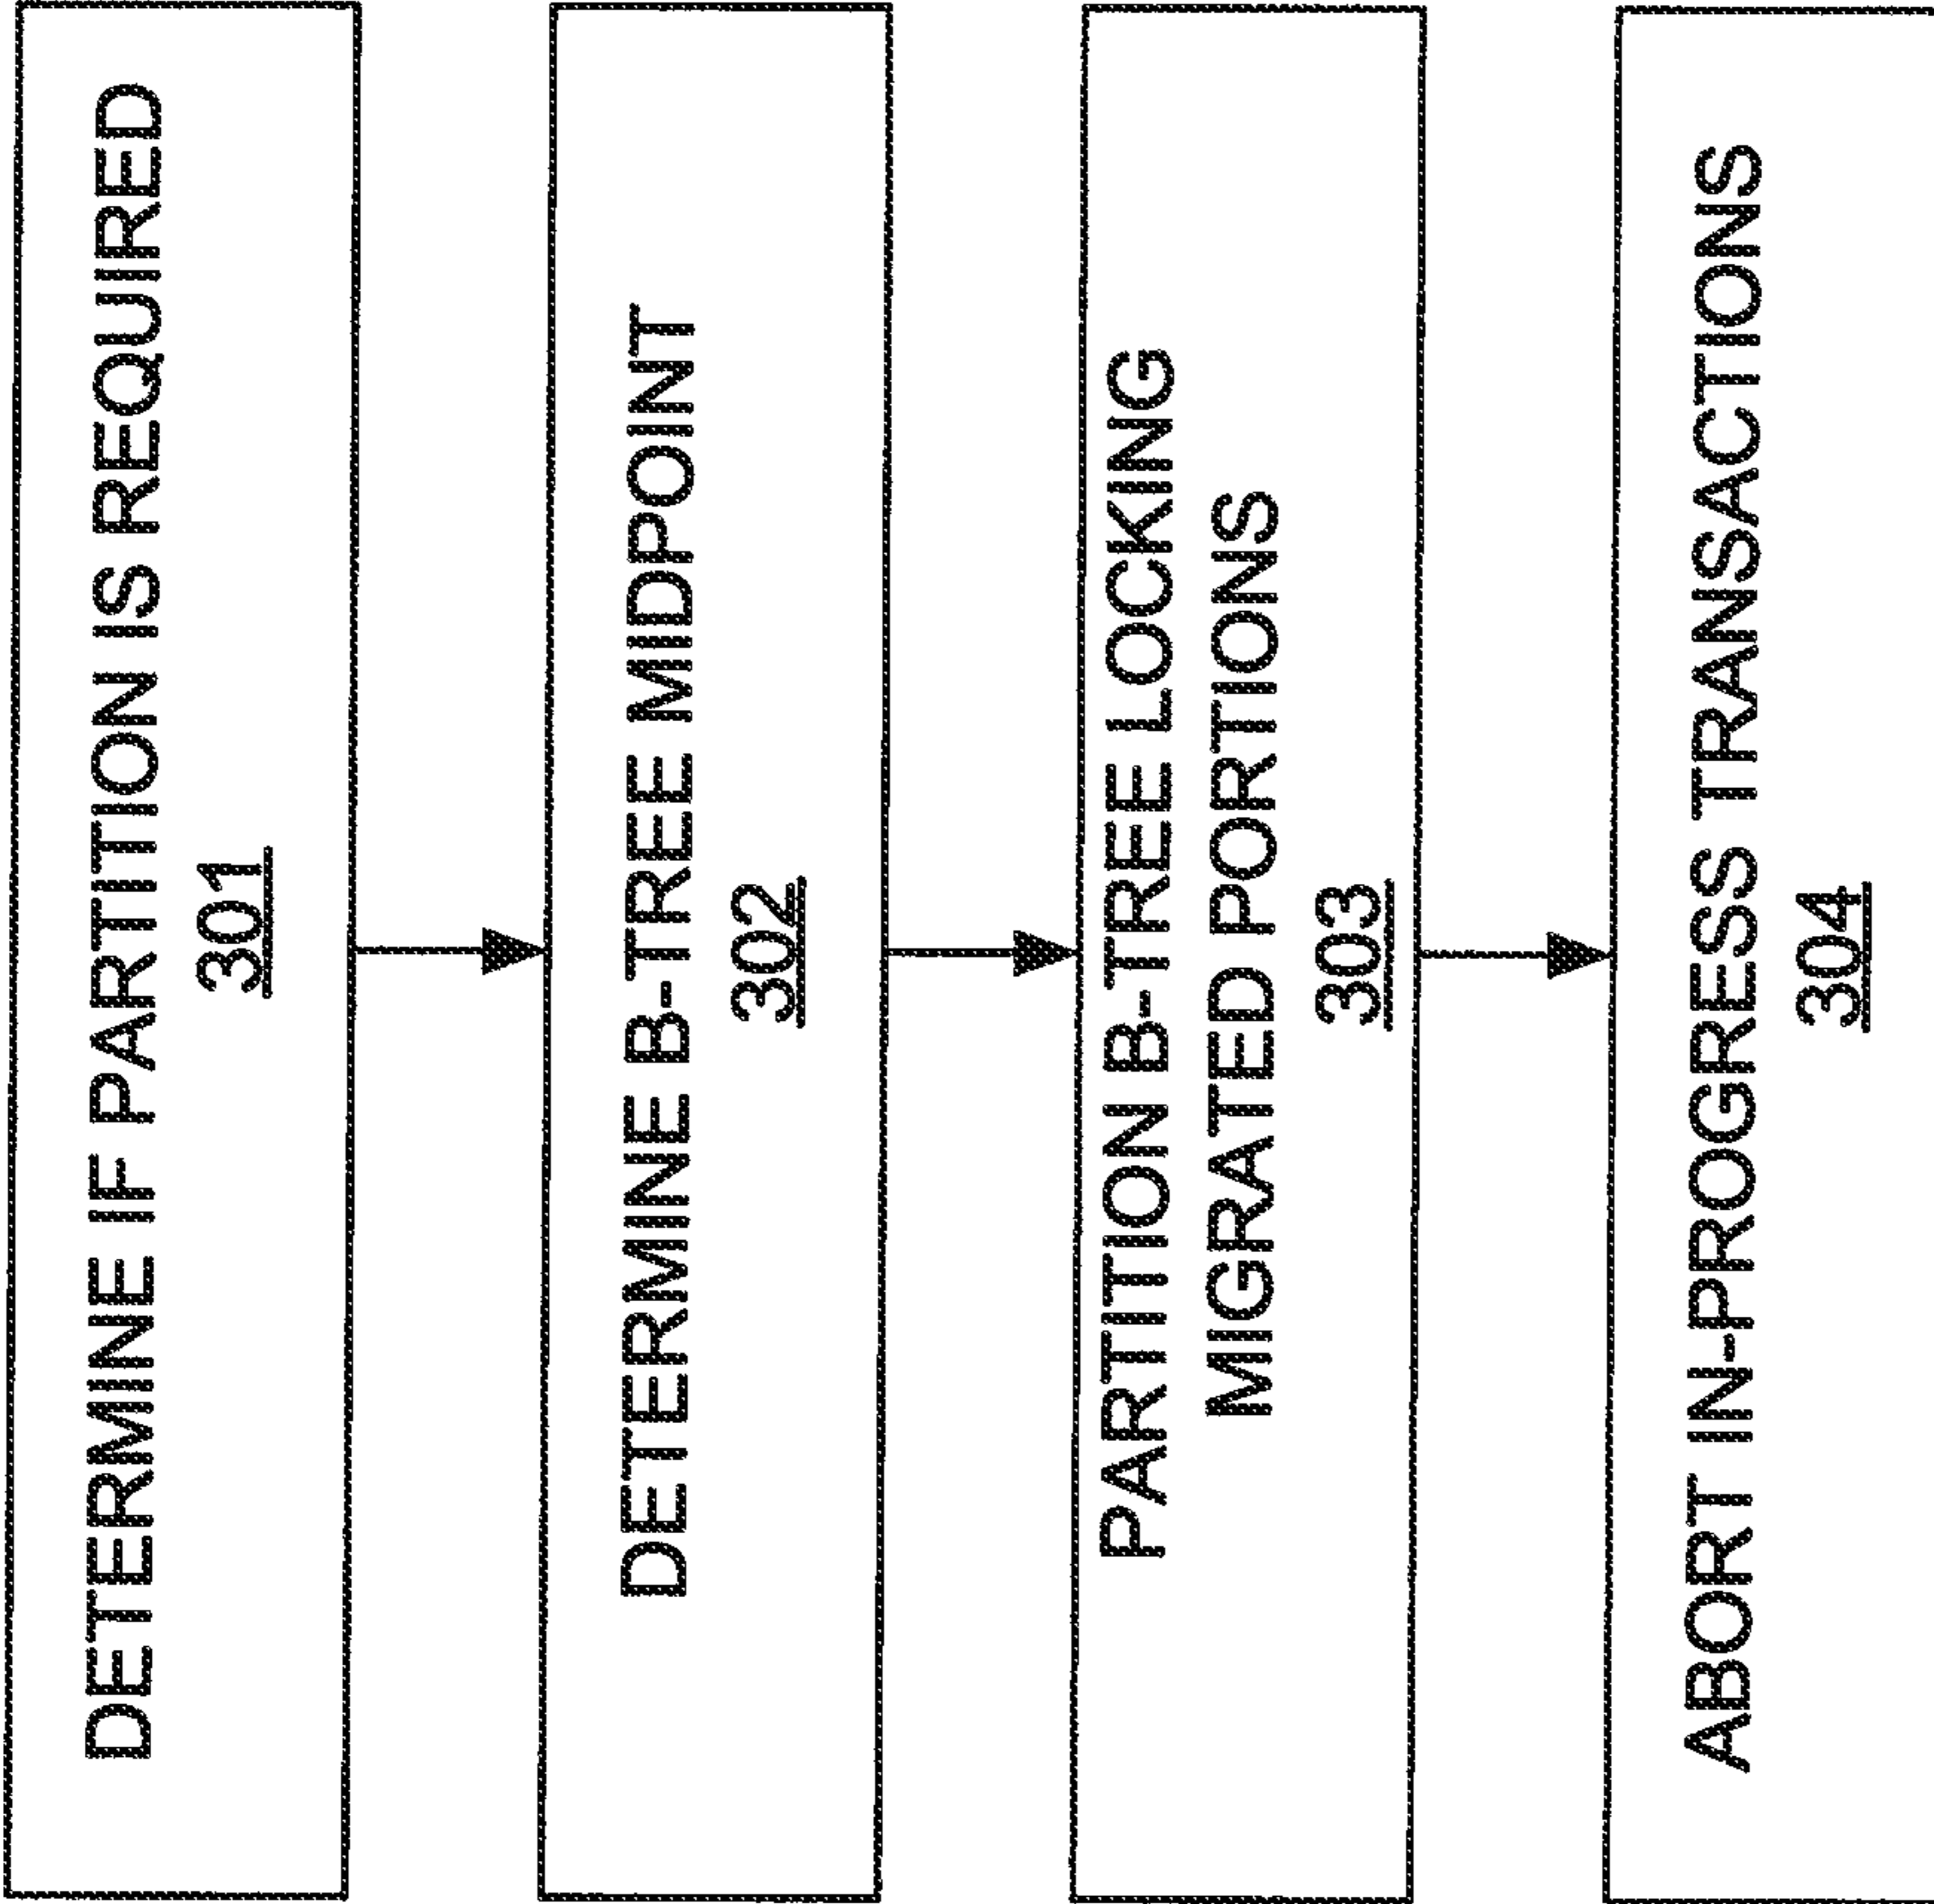 DETERMINE IF PARTITION IS REQUIRED
301
DETERMINE B-TREE MIDPOINT
302
PARTITION B-TREE LOCKING
MIGRATED PORTIONS
303
ABORT IN-PROGRESS TRANSACTIONS
304